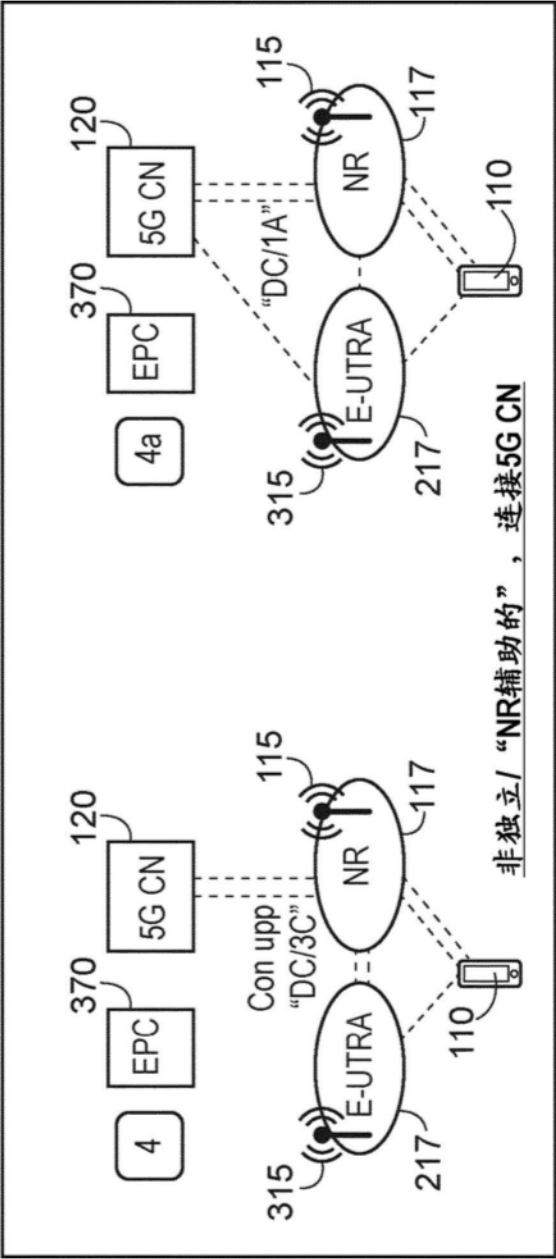 4
370
EPC
120
5G CN
Con upp
“DC/3C”
315
115
E-UTRA
NR
217
117
110
4a
370
EPC
120
5G CN
“DC/1A”
315
115
E-UTRA
NR
217
117
110
非独立/“NR辅助的”，连接5G CN